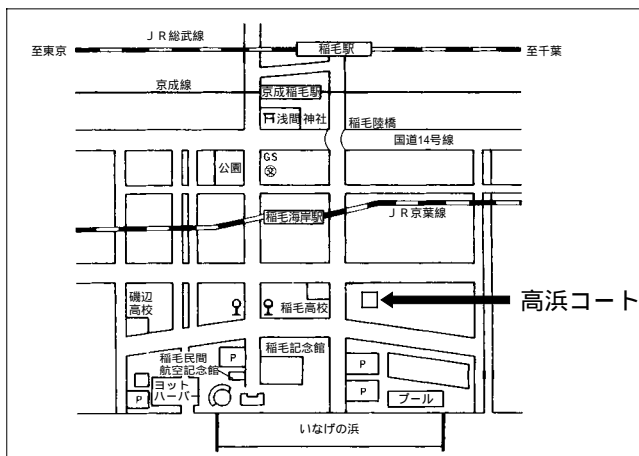 ＪＲ総武線
稲毛駅
至東京
至千葉
京成線
京成稲毛駅
浅間神社
稲毛陸橋
国道14号線
公園
GS
文
稲毛海岸駅
ＪＲ京葉線
磯辺
高校
稲毛高校
高浜コート
稲毛民間
航空記念館
P
稲毛記念館
P
ヨット
ハーバー
P
P
プール
いなげの浜